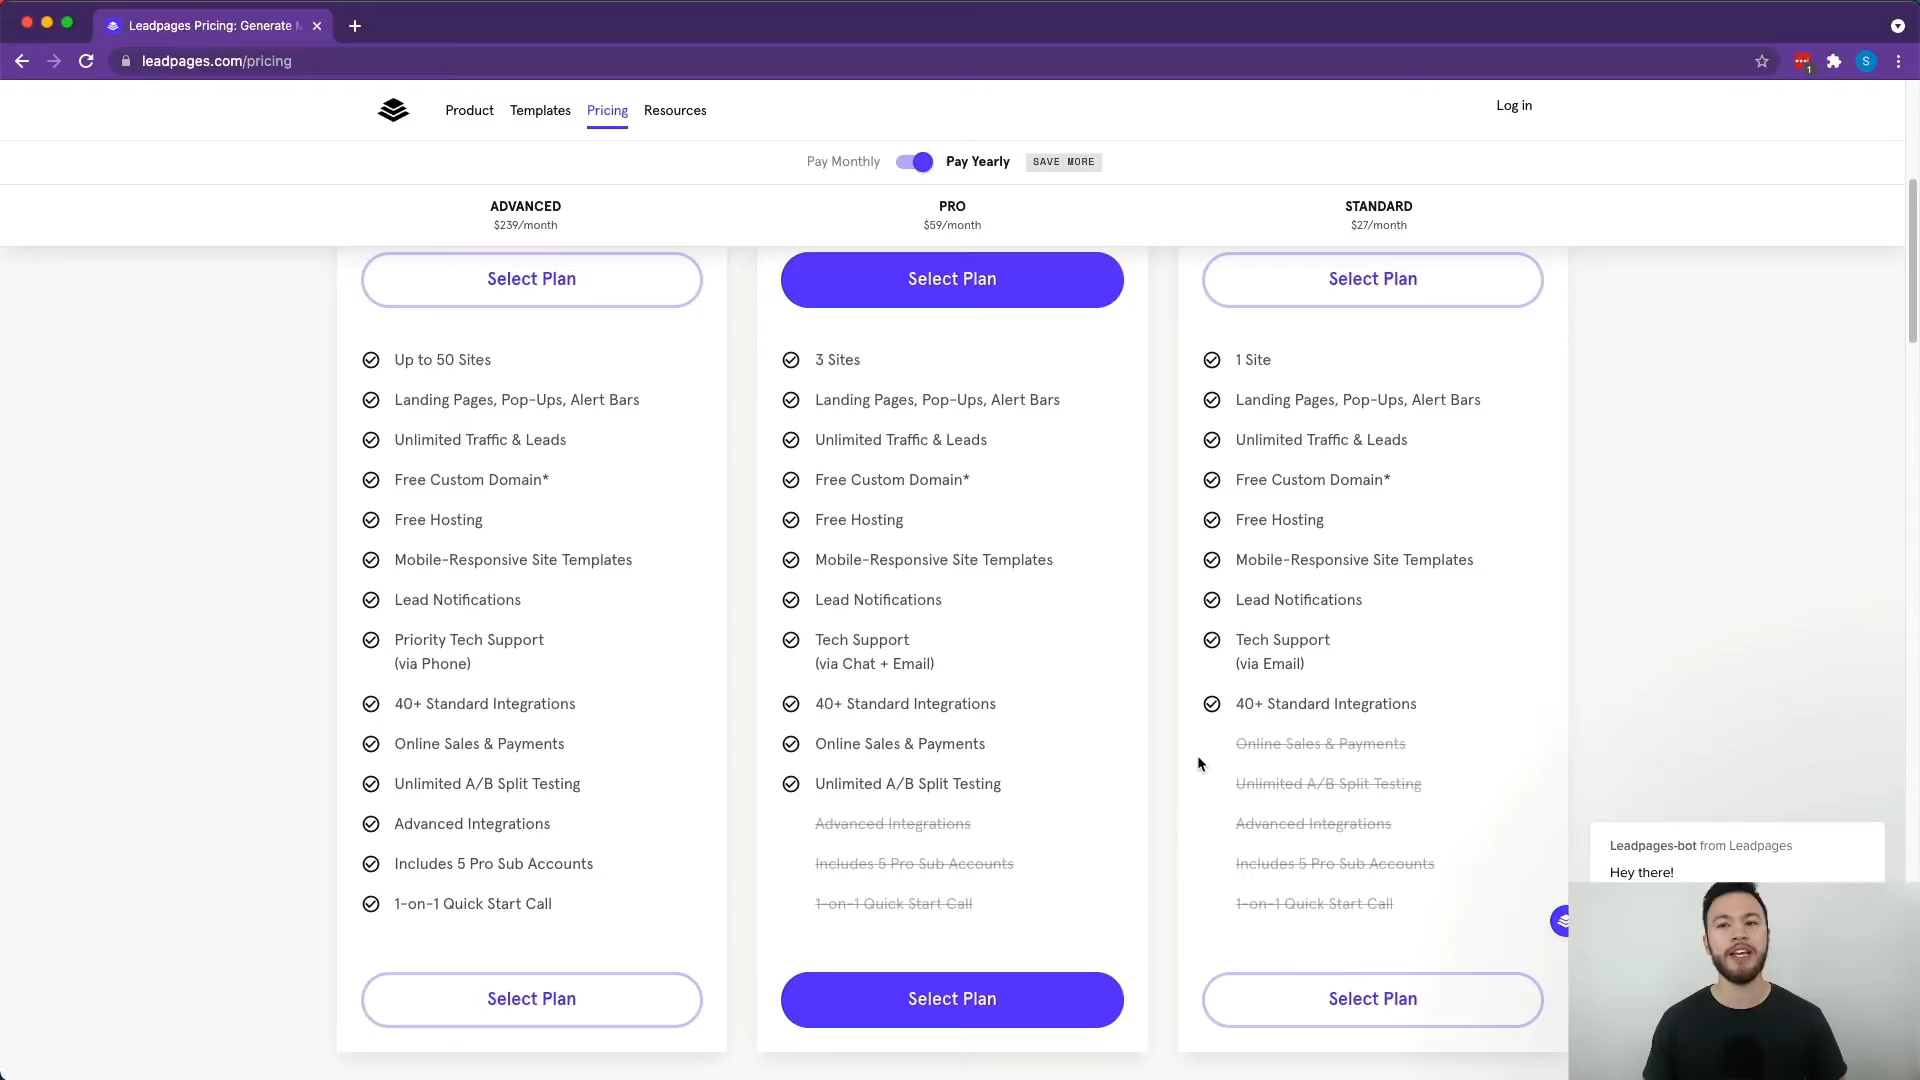 Leadpages Pricing: Generate
leadpages.com/pricing
S
1
Product
Templates
Pricing
Resources
Log in
Pay Monthly
Pay Yearly
SAVE MORE
ADVANCED
$239/month
PRO
$59/month
STANDARD
$27/month
Select Plan
Up to 50 Sites
Landing Pages, Pop-Ups, Alert Bars
Unlimited Traffic & Leads
Free Custom Domain*
Free Hosting
Mobile-Responsive Site Templates
Lead Notifications
Priority Tech Support
(via Phone)
40+ Standard Integrations
Online Sales & Payments
Unlimited A/B Split Testing
Advanced Integrations
Includes 5 Pro Sub Accounts
1-on-1 Quick Start Call
Select Plan
Select Plan
3 Sites
Landing Pages, Pop-Ups, Alert Bars
Unlimited Traffic & Leads
Free Custom Domain*
Free Hosting
Mobile-Responsive Site Templates
Lead Notifications
Tech Support
(via Chat + Email)
40+ Standard Integrations
Online Sales & Payments
Unlimited A/B Split Testing
Advanced Integrations
Includes 5 Pro Sub Accounts
1-on-1 Quick Start Call
Select Plan
Select Plan
1 Site
Landing Pages, Pop-Ups, Alert Bars
Unlimited Traffic & Leads
Free Custom Domain*
Free Hosting
Mobile-Responsive Site Templates
Lead Notifications
Tech Support
(via Email)
40+ Standard Integrations
Online Sales & Payments
Unlimited A/B Split Testing
Advanced Integrations
Includes 5 Pro Sub Accounts
1-on-1 Quick Start Call
Select Plan
Leadpages-bot from Leadpages
Hey there!